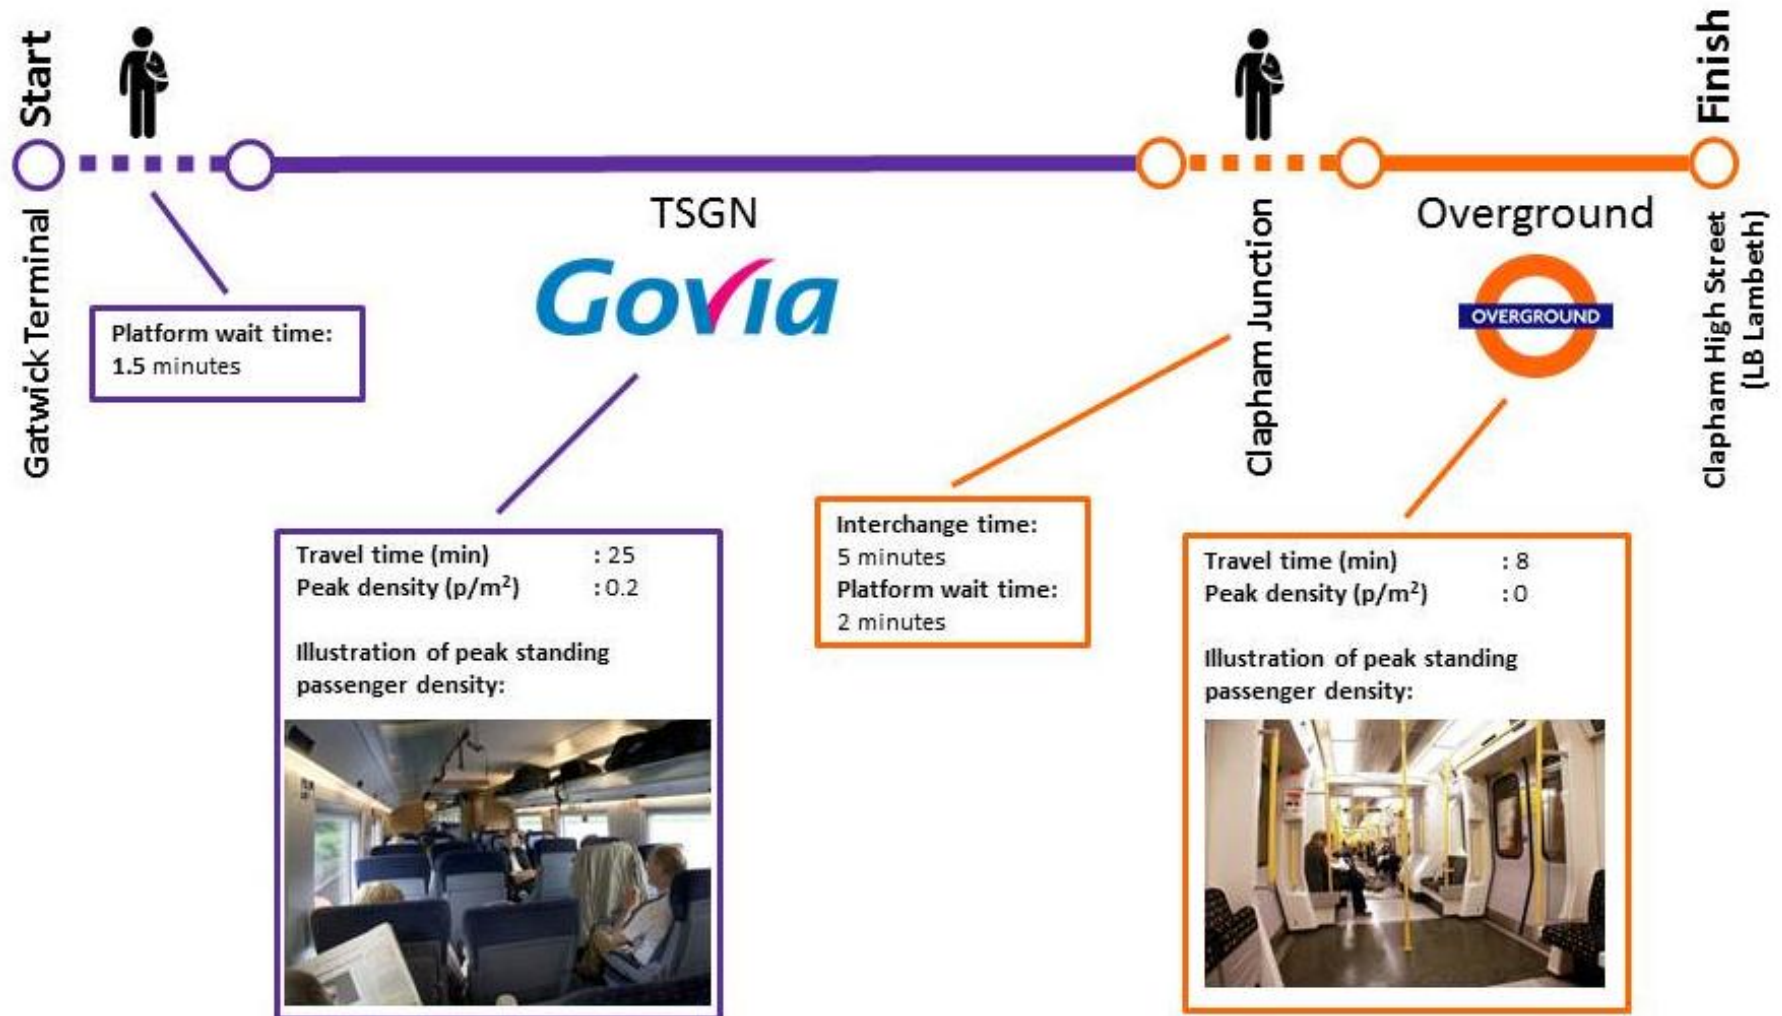 Start
Gatwick Terminal
Platform wait time:
1.5 minutes
TSGN
Govia
Travel time (min) : 25
Peak density (p/m²) : 0.2
Illustration of peak standing
passenger density:
Clapham Junction
Interchange time:
5 minutes
Platform wait time:
2 minutes
Overground
OVERGROUND
Travel time (min) : 8
Peak density (p/m²) : 0
Illustration of peak standing
passenger density:
Finish
Clapham High Street
(LB Lambeth)